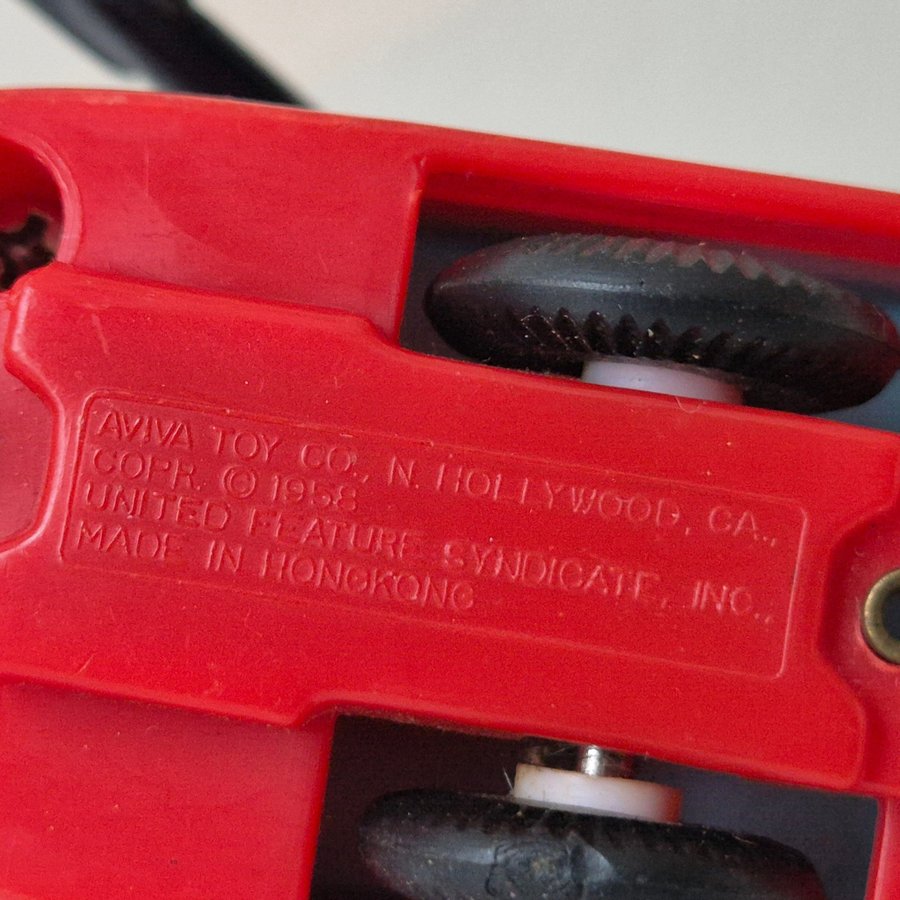 AVIVA TOY CO., N. HOLLYWOOD, CA.,
COPR. © 1958
UNITED FEATURE SYNDICATE, INC.,
MADE IN HONGKONG